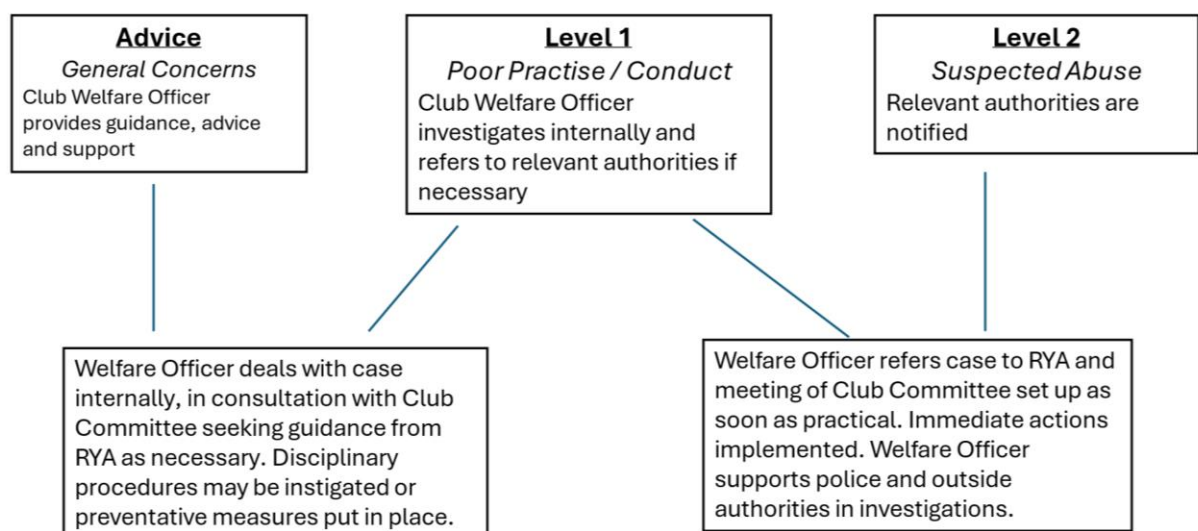 Advice
General Concerns
Club Welfare Officer
provides guidance, advice
and support
Level 1
Poor Practise / Conduct
Club Welfare Officer
investigates internally and
refers to relevant authorities if
necessary
Level 2
Suspected Abuse
Relevant authorities are
notified
Welfare Officer deals with case
internally, in consultation with Club
Committee seeking guidance from
RYA as necessary. Disciplinary
procedures may be instigated or
preventative measures put in place.
Welfare Officer refers case to RYA and
meeting of Club Committee set up as
soon as practical. Immediate actions
implemented. Welfare Officer
supports police and outside
authorities in investigations.